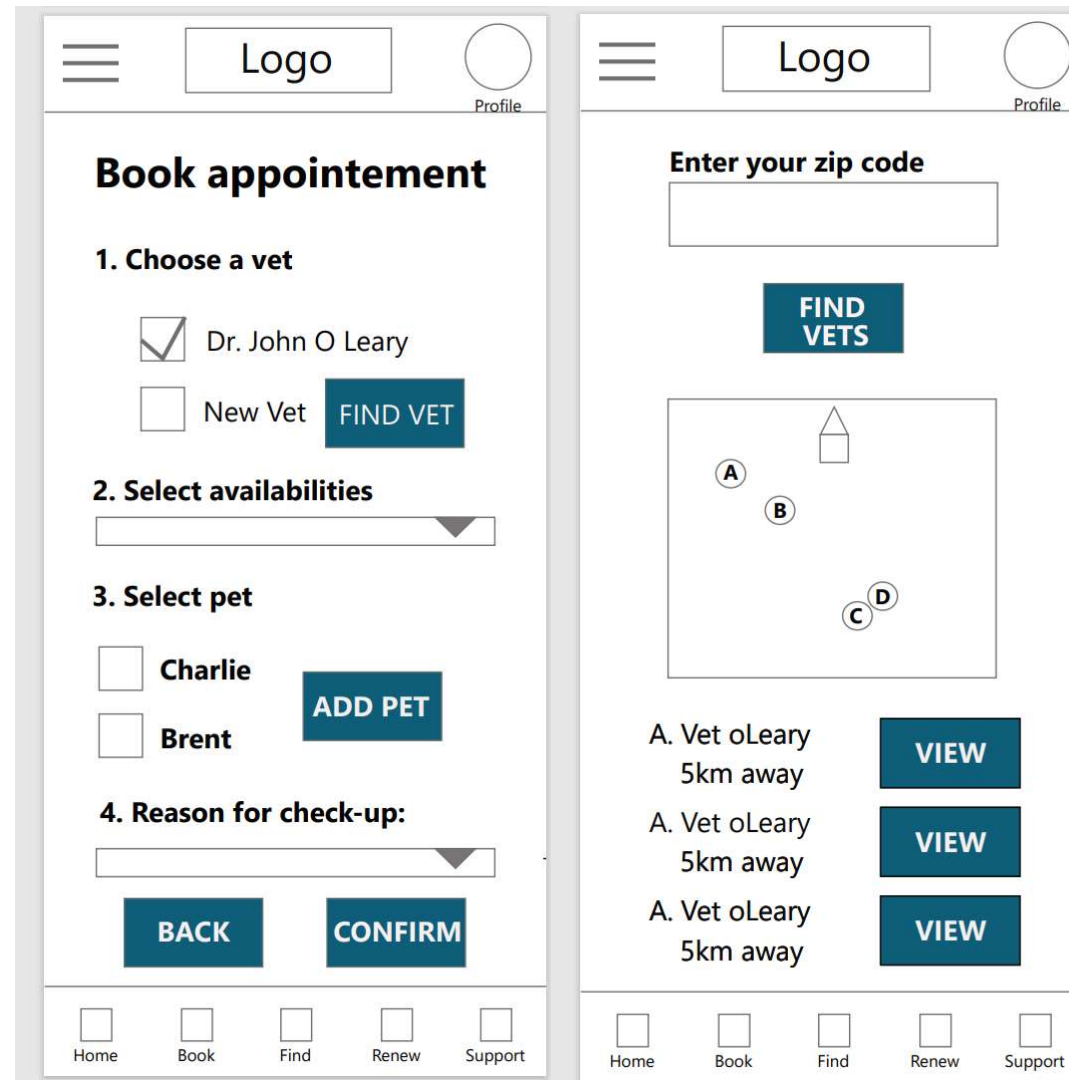 Logo
Profile
Book appointement
1. Choose a vet
Dr. John O Leary
New Vet
FIND VET
2. Select availabilities
3. Select pet
Charlie
ADD PET
Brent
4. Reason for check-up:
BACK
CONFIRM
Home
Book
Find
Renew
Support
Logo
Profile
Enter your zip code
FIND
VETS
A
B
D
C
A. Vet oLeary
5km away
VIEW
A. Vet oLeary
5km away
VIEW
A. Vet oLeary
5km away
VIEW
Home
Book
Find
Renew
Support